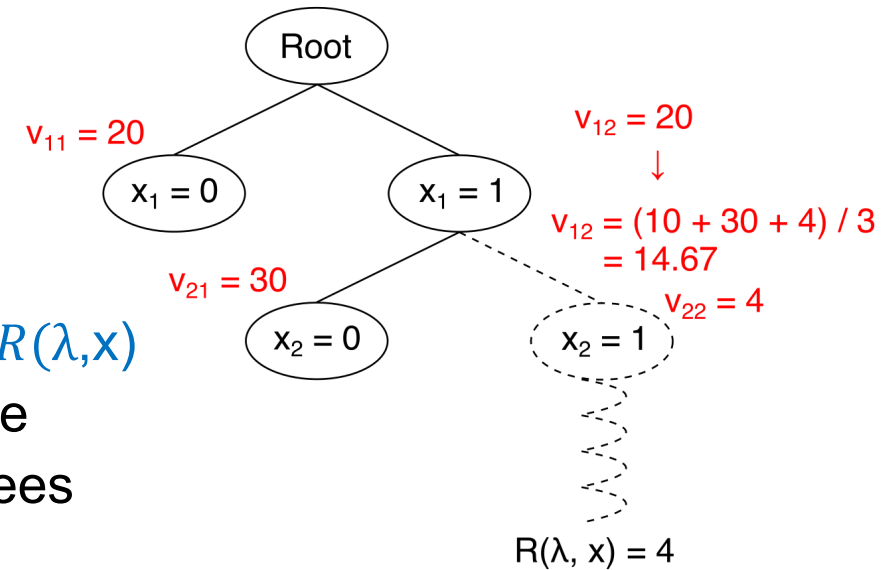 Root
v₁₁ = 20
v₁₂ = 20
↓
x₁ = 0
x₁ = 1
v₁₂ = (10 + 30 + 4) / 3
= 14.67
v₂₁ = 30
v₂₂ = 4
R(λ,x)
x₂ = 0
x₂ = 1
e
ees
R(λ, x) = 4